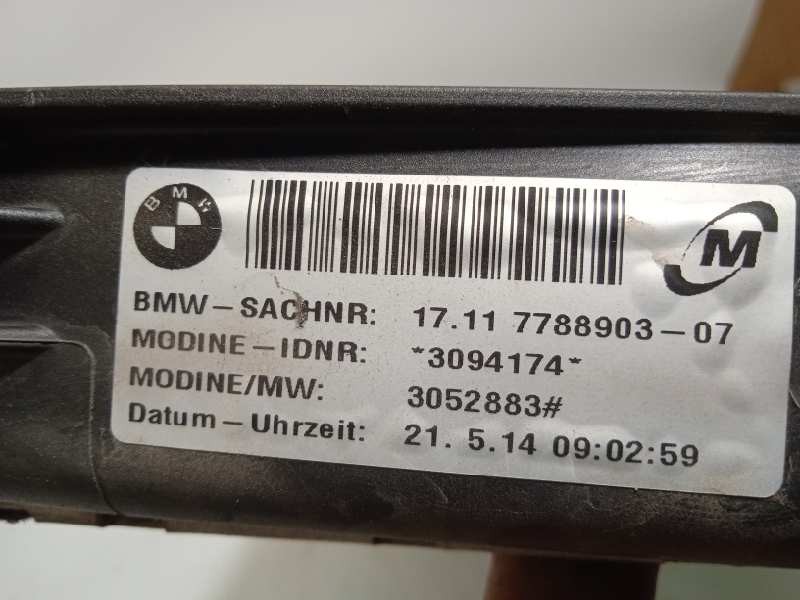 BMW
M
BMW-SACHNR: 17.11 7788903-07
MODINE-IDNR: *3094174*
MODINE/MW: 3052883#
Datum-Uhrzeit: 21. 5.14 09:02:59